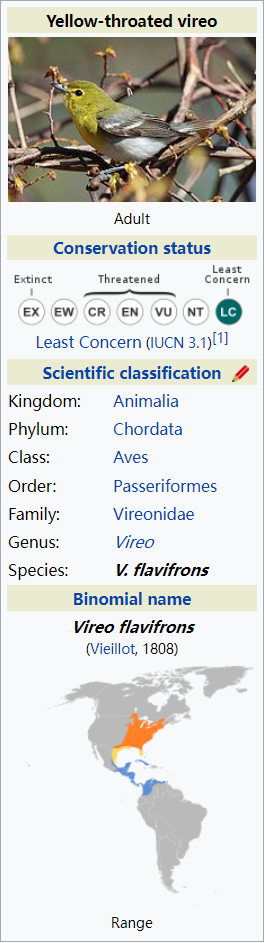 Yellow-throated vireo
Adult
Conservation status
Extinct Threatened Least
Concern
EX EW CR EN VU NT LC
Least Concern (IUCN 3.1)[1]
Scientific classification
Kingdom: Animalia
Phylum: Chordata
Class: Aves
Order: Passeriformes
Family: Vireonidae
Genus: Vireo
Species: V. flavifrons
Binomial name
Vireo flavifrons
(Vieillot, 1808)
Range